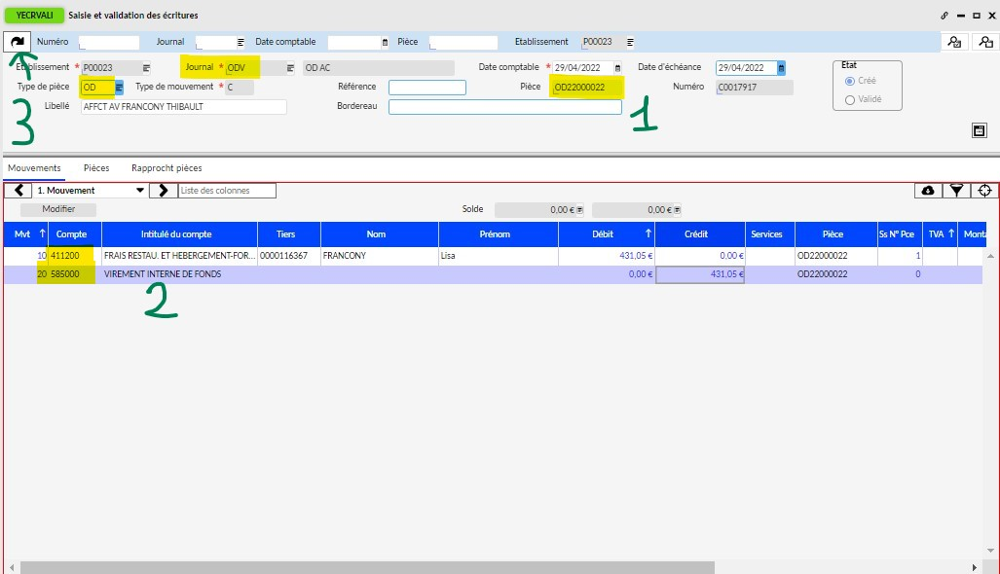 YECRVALI Saisie et validation des écritures
Numéro Journal Date comptable Pièce Etablissement P00023
Etablissement * P00023 Journal * ODV OD AC Date comptable * 29/04/2022 Date d'échéance 29/04/2022 Etat
Type de pièce OD Type de mouvement * C Référence Pièce OD22000022 Numéro C0017917 Créé
Libellé AFFCT AV FRANCONY THIBAULT Bordereau Validé
1
3
Mouvements Pièces Rapprocht pièces
1. Mouvement Liste des colonnes
Modifier Solde 0,00 € 0,00 €
Mvt Compte Intitulé du compte Tiers Nom Prénom Débit Crédit Services Pièce Ss N° Pce TVA Monta
10 411200 FRAIS RESTAU. ET HEBERGEMENT-FOR... 0000116367 FRANCONY Lisa 431,05 € 0,00 € OD22000022 1
20 585000 VIREMENT INTERNE DE FONDS 0,00 € 431,05 € OD22000022 0
2